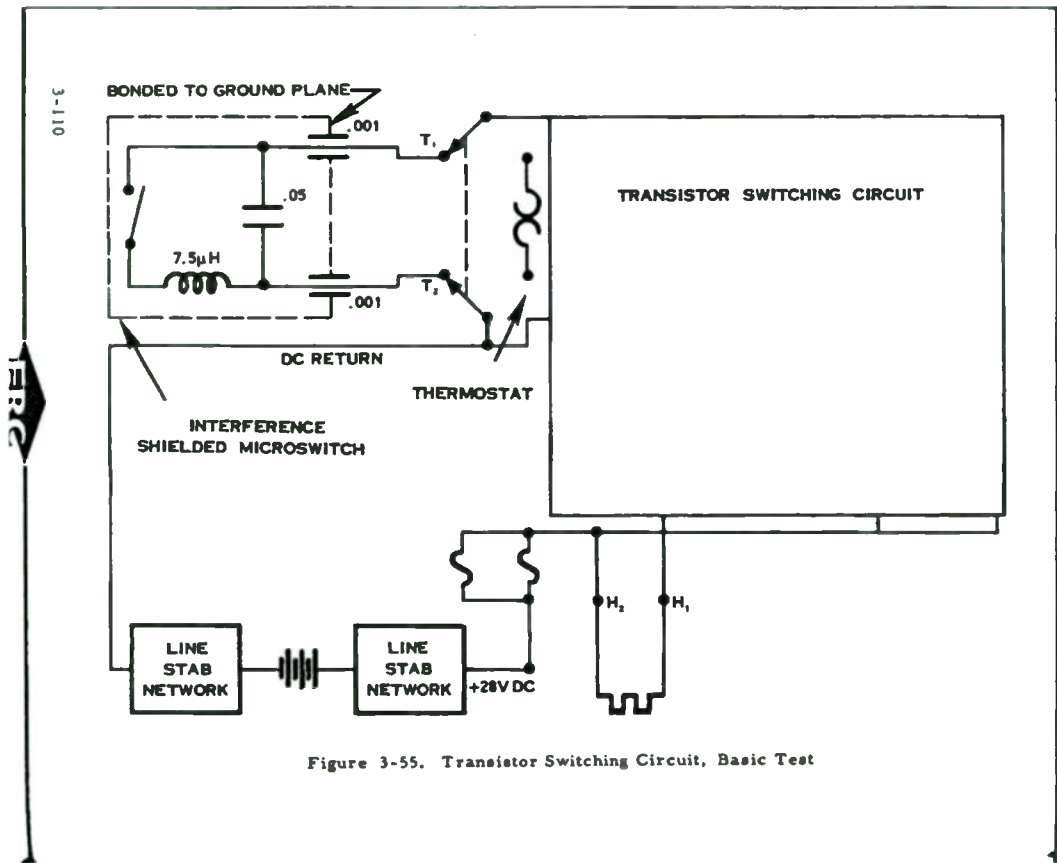 3-110
BONDED TO GROUND PLANE
.001
T₁
TRANSISTOR SWITCHING CIRCUIT
.05
7.5µH
T₂
.001
DC RETURN
THERMOSTAT
INTERFERENCE
SHIELDED MICROSWITCH
ERIC
H₂
H₁
LINE
STAB
NETWORK
LINE
STAB
NETWORK
+28V DC
Figure 3-55. Transistor Switching Circuit, Basic Test